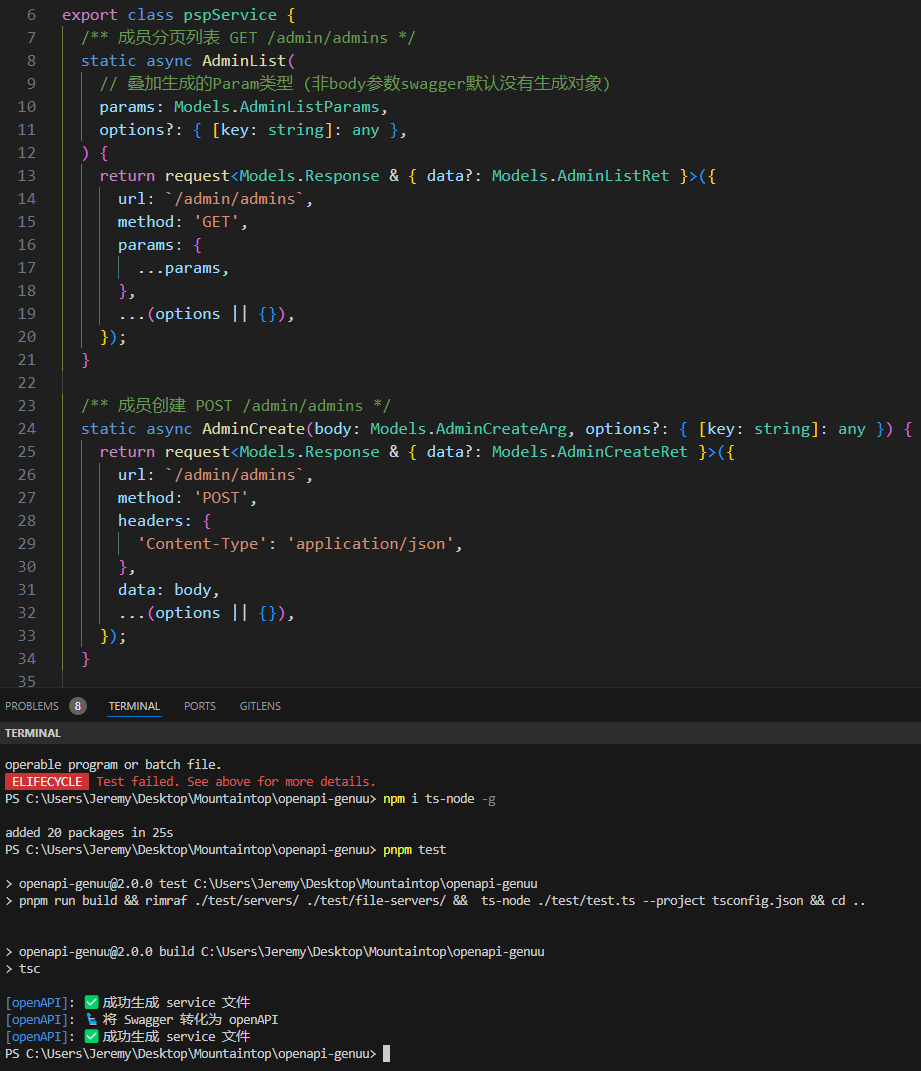 6 export class pspService {
7 /** 成员分页列表 GET /admin/admins */
8 static async AdminList(
9 // 叠加生成的Param类型 (非body参数swagger默认没有生成对象)
10 params: Models.AdminListParams,
11 options?: { [key: string]: any },
12 ) {
13 return request<Models.Response & { data?: Models.AdminListRet }>({
14 url: `/admin/admins`,
15 method: 'GET',
16 params: {
17 ...params,
18 },
19 ...(options || {}),
20 });
21 }
22
23 /** 成员创建 POST /admin/admins */
24 static async AdminCreate(body: Models.AdminCreateArg, options?: { [key: string]: any }) {
25 return request<Models.Response & { data?: Models.AdminCreateRet }>({
26 url: `/admin/admins`,
27 method: 'POST',
28 headers: {
29 'Content-Type': 'application/json',
30 },
31 data: body,
32 ...(options || {}),
33 });
34 }
35
PROBLEMS 8 TERMINAL PORTS GITLENS
TERMINAL
operable program or batch file.
ELIFECYCLE Test failed. See above for more details.
PS C:\Users\Jeremy\Desktop\Mountaintop\openapi-genuu> npm i ts-node -g
added 20 packages in 25s
PS C:\Users\Jeremy\Desktop\Mountaintop\openapi-genuu> pnpm test
> openapi-genuu@2.0.0 test C:\Users\Jeremy\Desktop\Mountaintop\openapi-genuu
> pnpm run build && rimraf ./test/servers/ ./test/file-servers/ && ts-node ./test/test.ts --project tsconfig.json && cd ..
> openapi-genuu@2.0.0 build C:\Users\Jeremy\Desktop\Mountaintop\openapi-genuu
> tsc
[openAPI]: ✅ 成功生成 service 文件
[openAPI]: 💺 将 Swagger 转化为 openAPI
[openAPI]: ✅ 成功生成 service 文件
PS C:\Users\Jeremy\Desktop\Mountaintop\openapi-genuu>